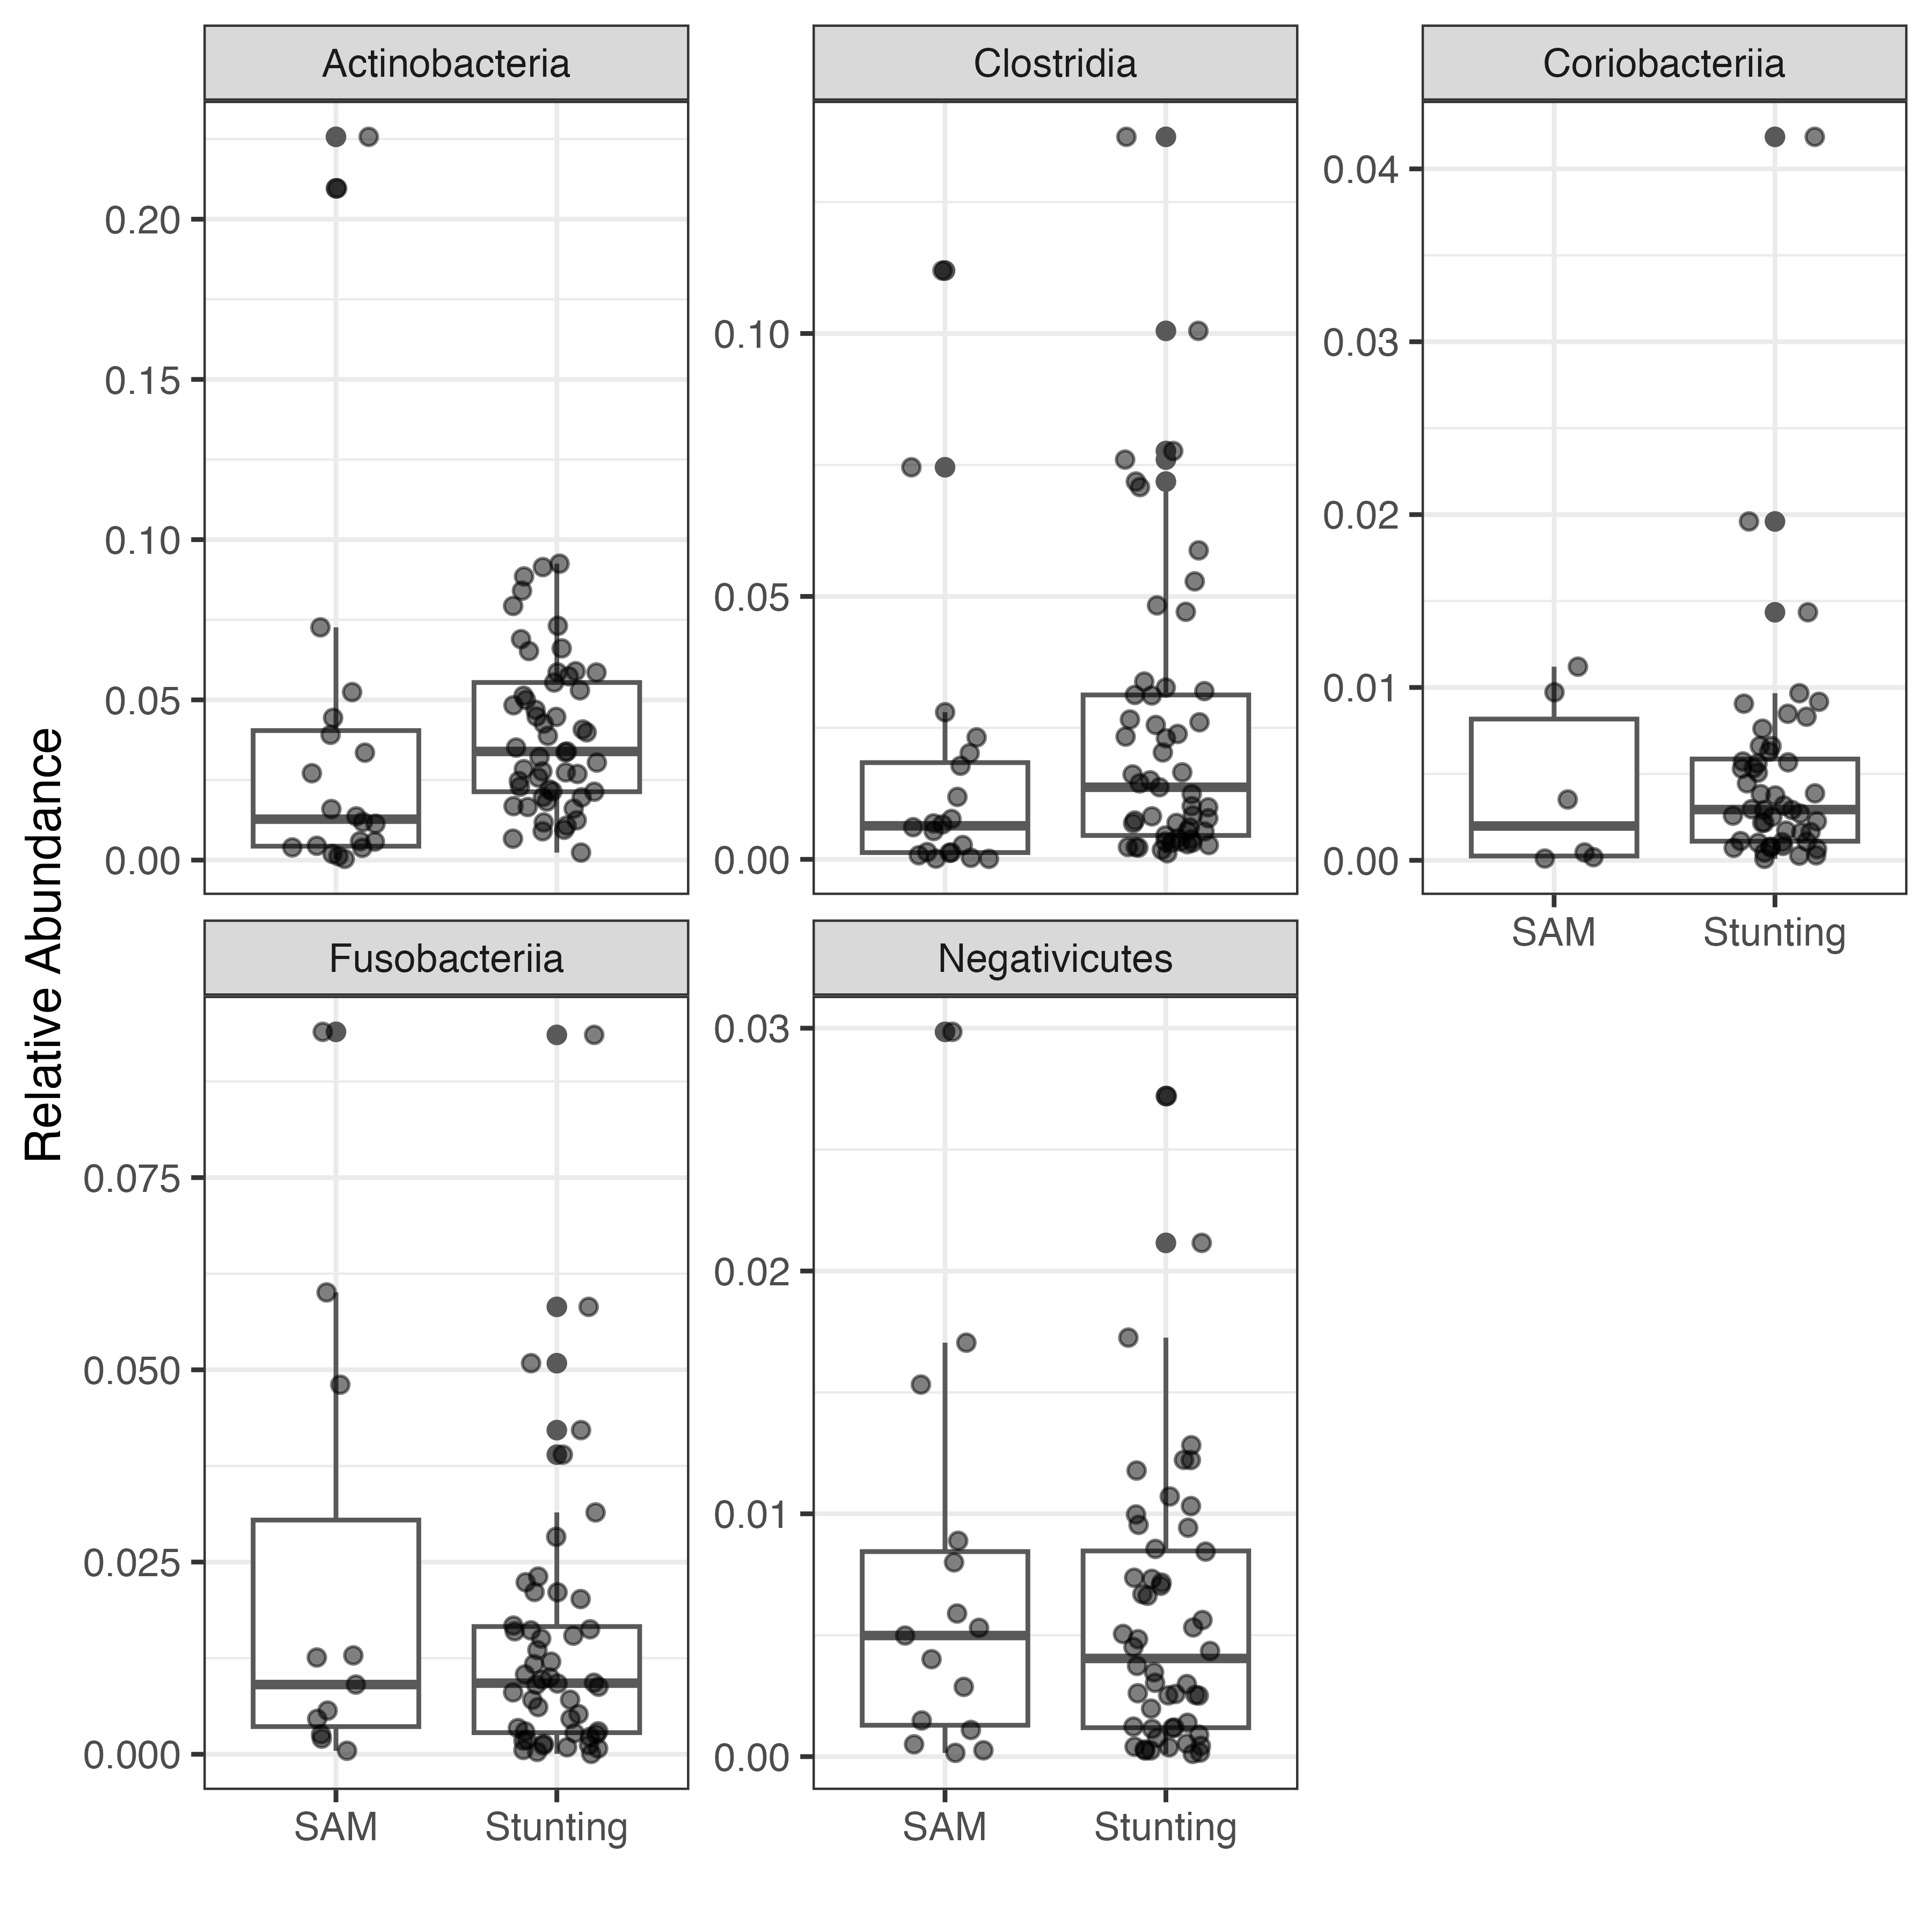 Relative Abundance
Actinobacteria
0.20
0.15
0.10
0.05
0.00
Clostridia
0.10
0.05
0.00
Coriobacteriia
0.04
0.03
0.02
0.01
0.00
SAM Stunting
Fusobacteriia
0.075
0.050
0.025
0.000
SAM Stunting
Negativicutes
0.03
0.02
0.01
0.00
SAM Stunting